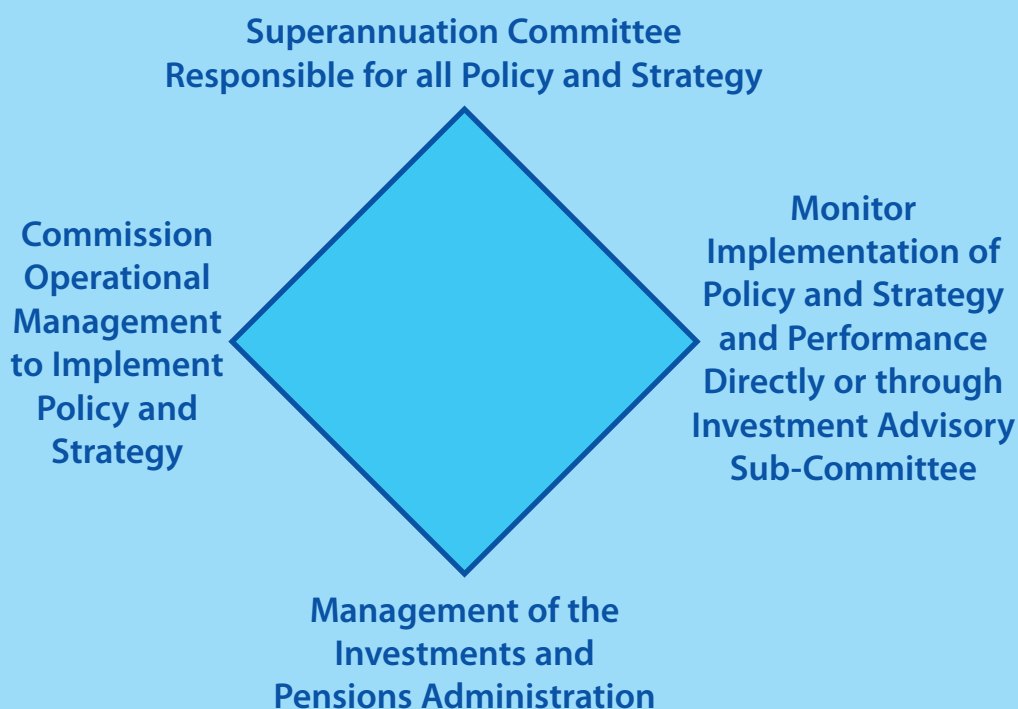 Superannuation Committee
Responsible for all Policy and Strategy
Commission
Operational
Management
to Implement
Policy and
Strategy
Monitor
Implementation of
Policy and Strategy
and Performance
Directly or through
Investment Advisory
Sub-Committee
Management of the
Investments and
Pensions Administration